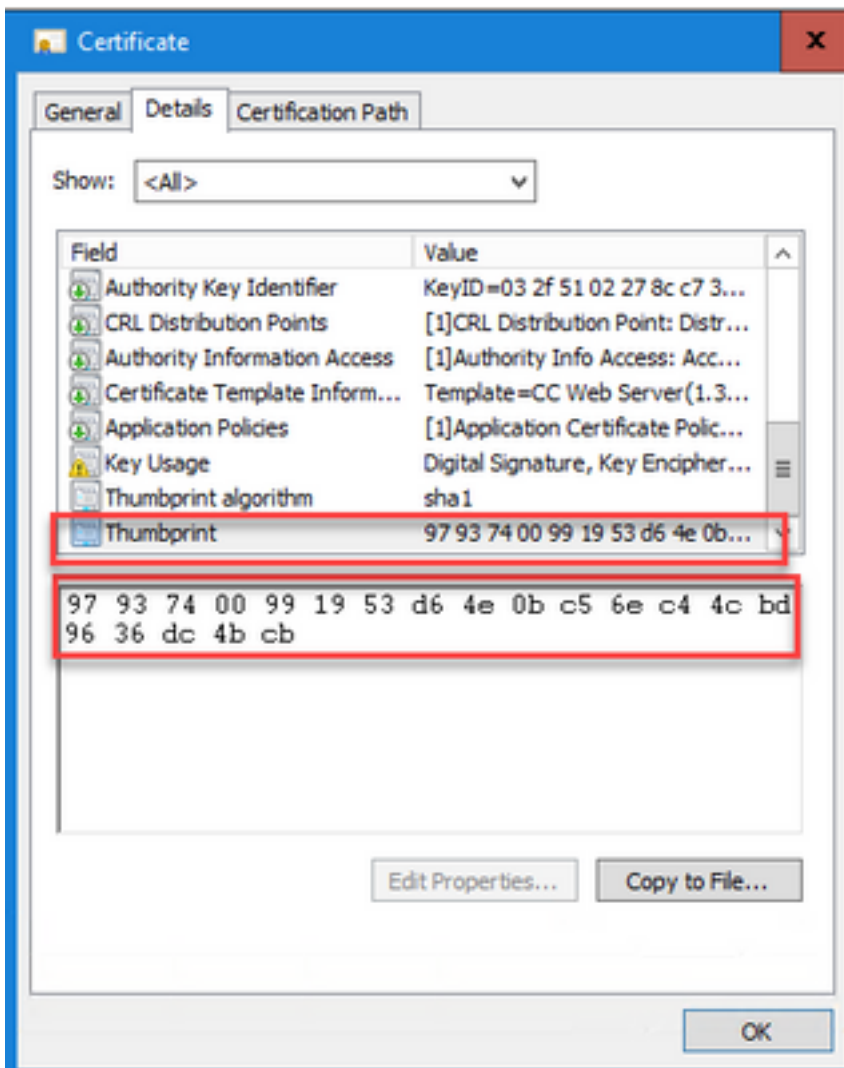 Certificate
x
General Details Certification Path
Show: <All>
Field Value
Authority Key Identifier KeyID=03 2f 51 02 27 8c c7 3...
CRL Distribution Points [1]CRL Distribution Point: Distr...
Authority Information Access [1]Authority Info Access: Acc...
Certificate Template Inform... Template=CC Web Server(1.3...
Application Policies [1]Application Certificate Polic...
Key Usage Digital Signature, Key Encipher...
Thumbprint algorithm sha1
Thumbprint 97 93 74 00 99 19 53 d6 4e 0b...
97 93 74 00 99 19 53 d6 4e 0b c5 6e c4 4c bd
96 36 dc 4b cb
Edit Properties... Copy to File...
OK